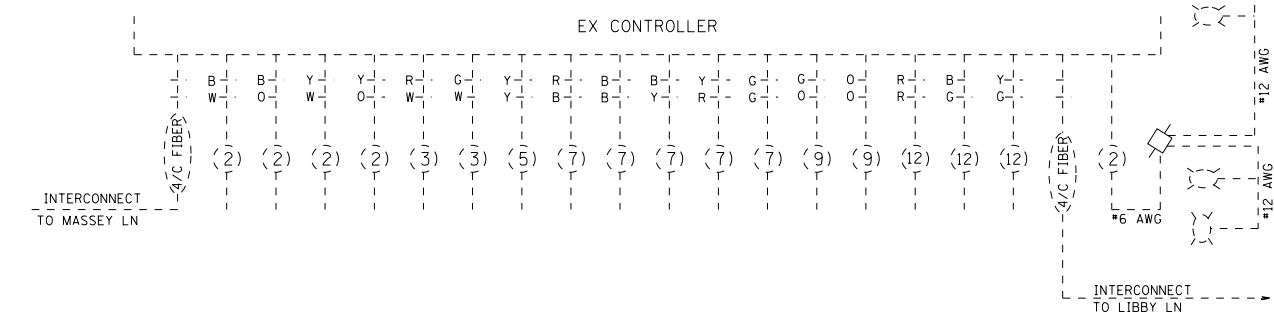 EX CONTROLLER
B B Y Y R G Y R B B Y G G O R B Y
W O W O W W Y B B Y R G O O R G G
4/C FIBER
(2) (2) (2) (2) (3) (3) (5) (7) (7) (7) (7) (7) (9) (9) (12) (12) (12)
4/C FIBER
(2)
#12 AWG
#12 AWG
INTERCONNECT
TO MASSEY LN
#6 AWG
INTERCONNECT
TO LIBBY LN